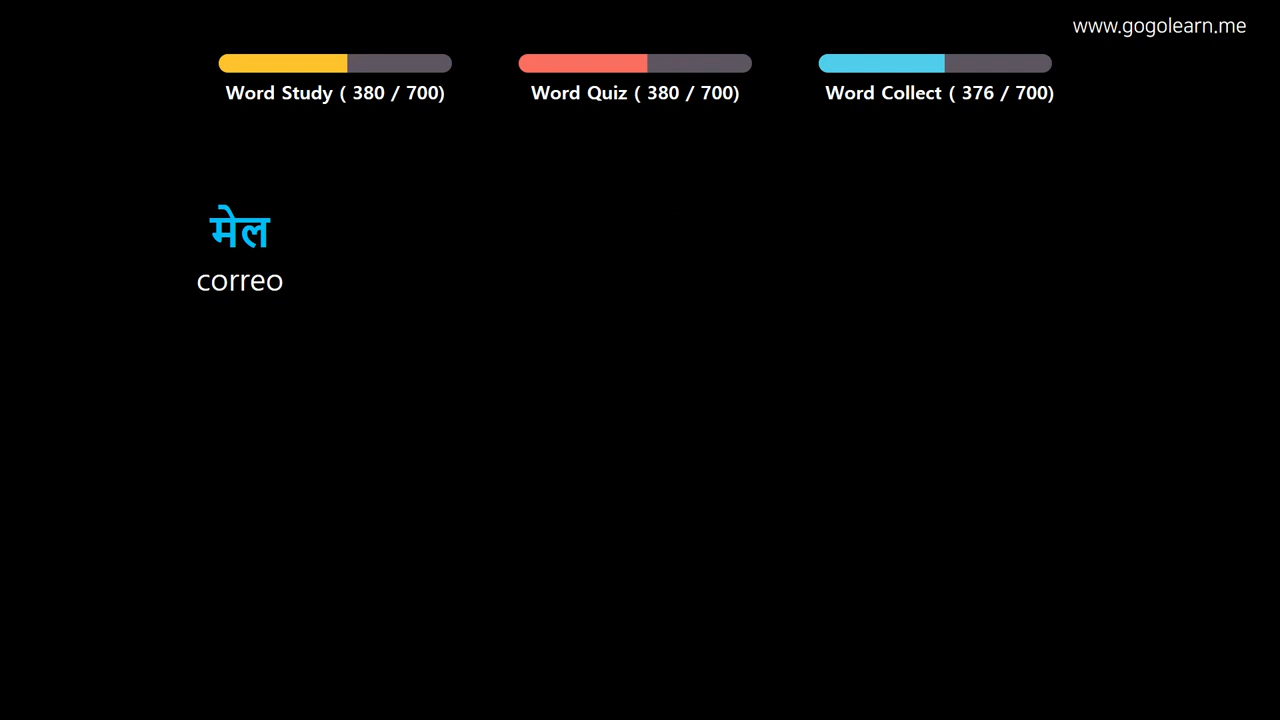 www.gogolearn.me
Word Study ( 380 / 700)
Word Quiz ( 380 / 700)
Word Collect ( 376 / 700)
मेल
correo